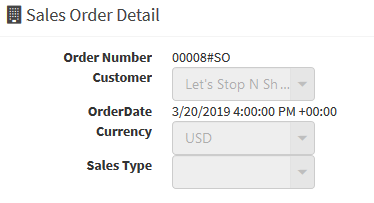 Sales Order Detail
Order Number 00008#SO
Customer Let's Stop N Sh ...
OrderDate 3/20/2019 4:00:00 PM +00:00
Currency USD
Sales Type